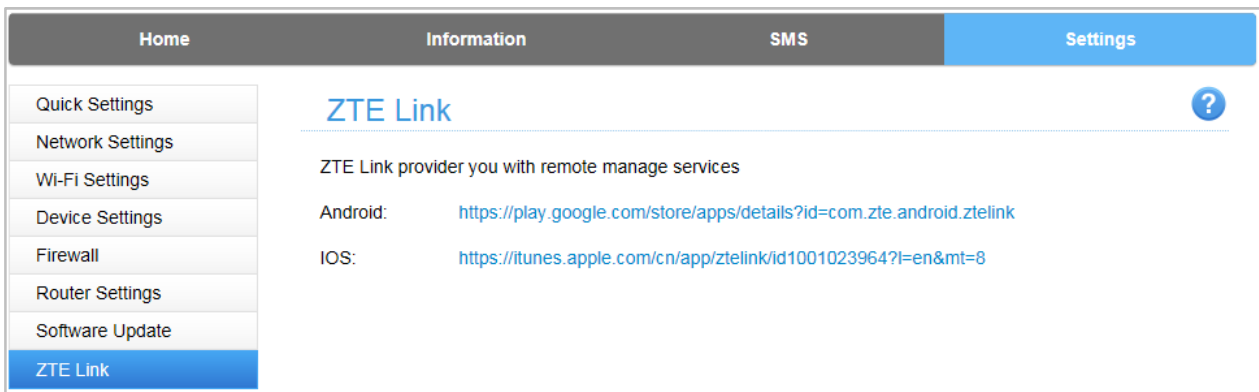 Home Information SMS Settings
Quick Settings
Network Settings
Wi-Fi Settings
Device Settings
Firewall
Router Settings
Software Update
ZTE Link
ZTE Link
?
ZTE Link provider you with remote manage services
Android: https://play.google.com/store/apps/details?id=com.zte.android.ztelink
IOS: https://itunes.apple.com/cn/app/ztelink/id1001023964?l=en&mt=8